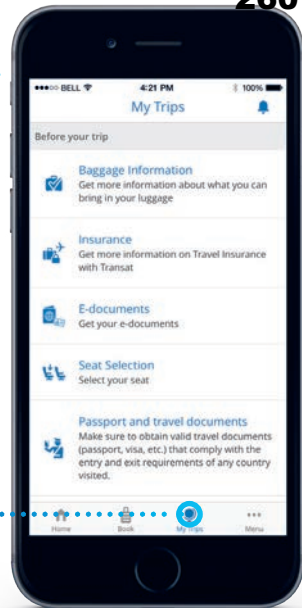 260
BELL 4:21 PM 100%
My Trips
Before your trip
Baggage Information
Get more information about what you can
bring in your luggage
Insurance
Get more information on Travel Insurance
with Transat
E-documents
Get your e-documents
Seat Selection
Select your seat
Passport and travel documents
Make sure to obtain valid travel documents
(passport, visa, etc.) that comply with the
entry and exit requirements of any country
visited.
Home Book My Trips Menu